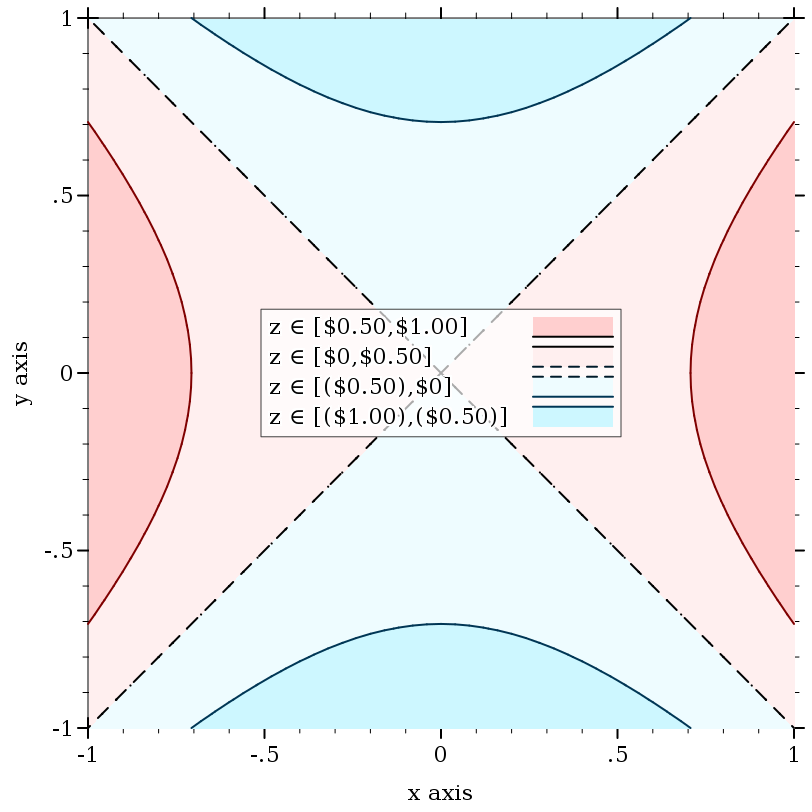 1
.5
z ∈ [$0.50,$1.00]
z ∈ [$0,$0.50]
z ∈ [($0.50),$0]
z ∈ [($1.00),($0.50)]
0
y axis
-.5
-1
-1 -.5 0 .5 1
x axis